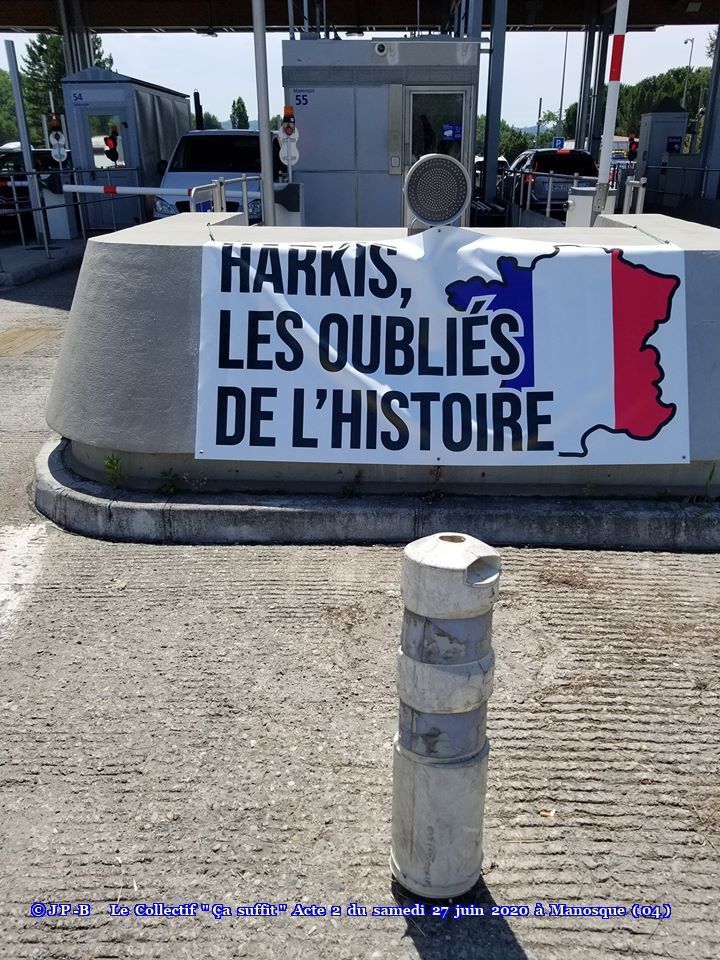 54
Manosque
55
HARKIS,
LES OUBLIÉS
DE L'HISTOIRE
P
©JP-B Le Collectif "Ça suffit" Acte 2 du samedi 27 juin 2020 à Manosque (04)